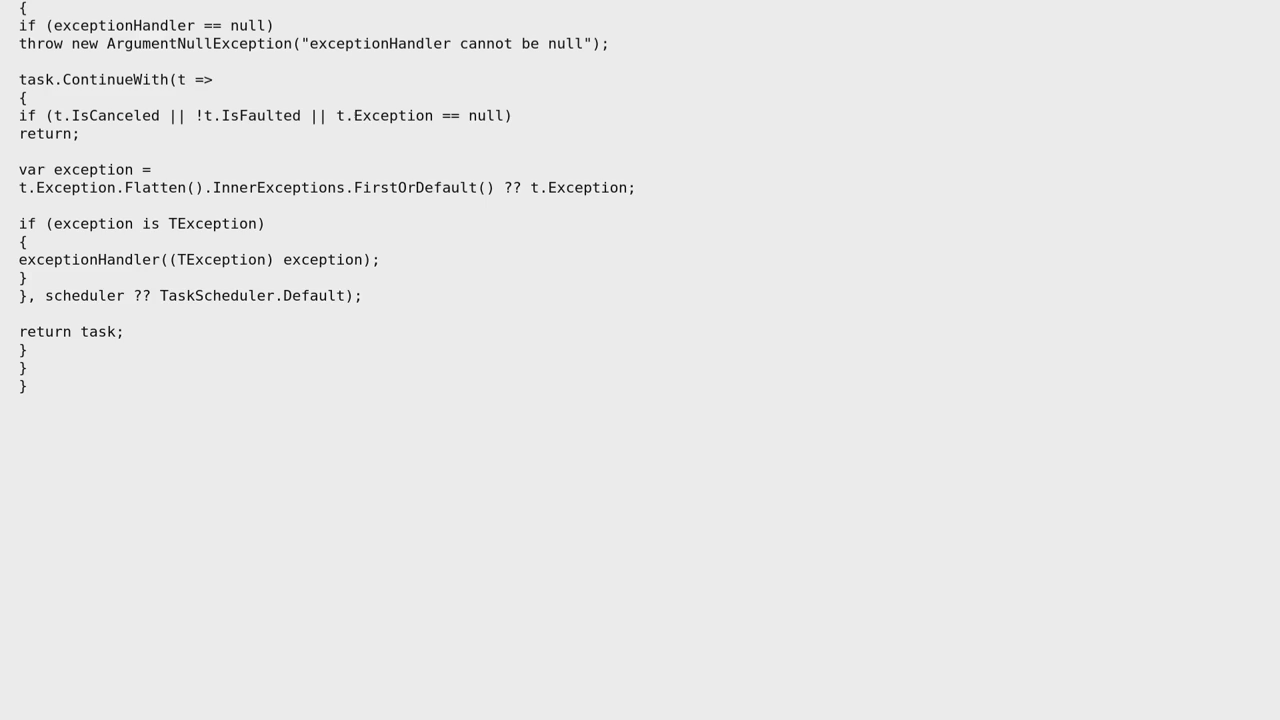 {
if (exceptionHandler == null)
throw new ArgumentNullException("exceptionHandler cannot be null");
task.ContinueWith(t =>
{
if (t.IsCanceled || !t.IsFaulted || t.Exception == null)
return;
var exception =
t.Exception.Flatten().InnerExceptions.FirstOrDefault() ?? t.Exception;
if (exception is TException)
{
exceptionHandler((TException) exception);
}
}, scheduler ?? TaskScheduler.Default);
return task;
}
}
}